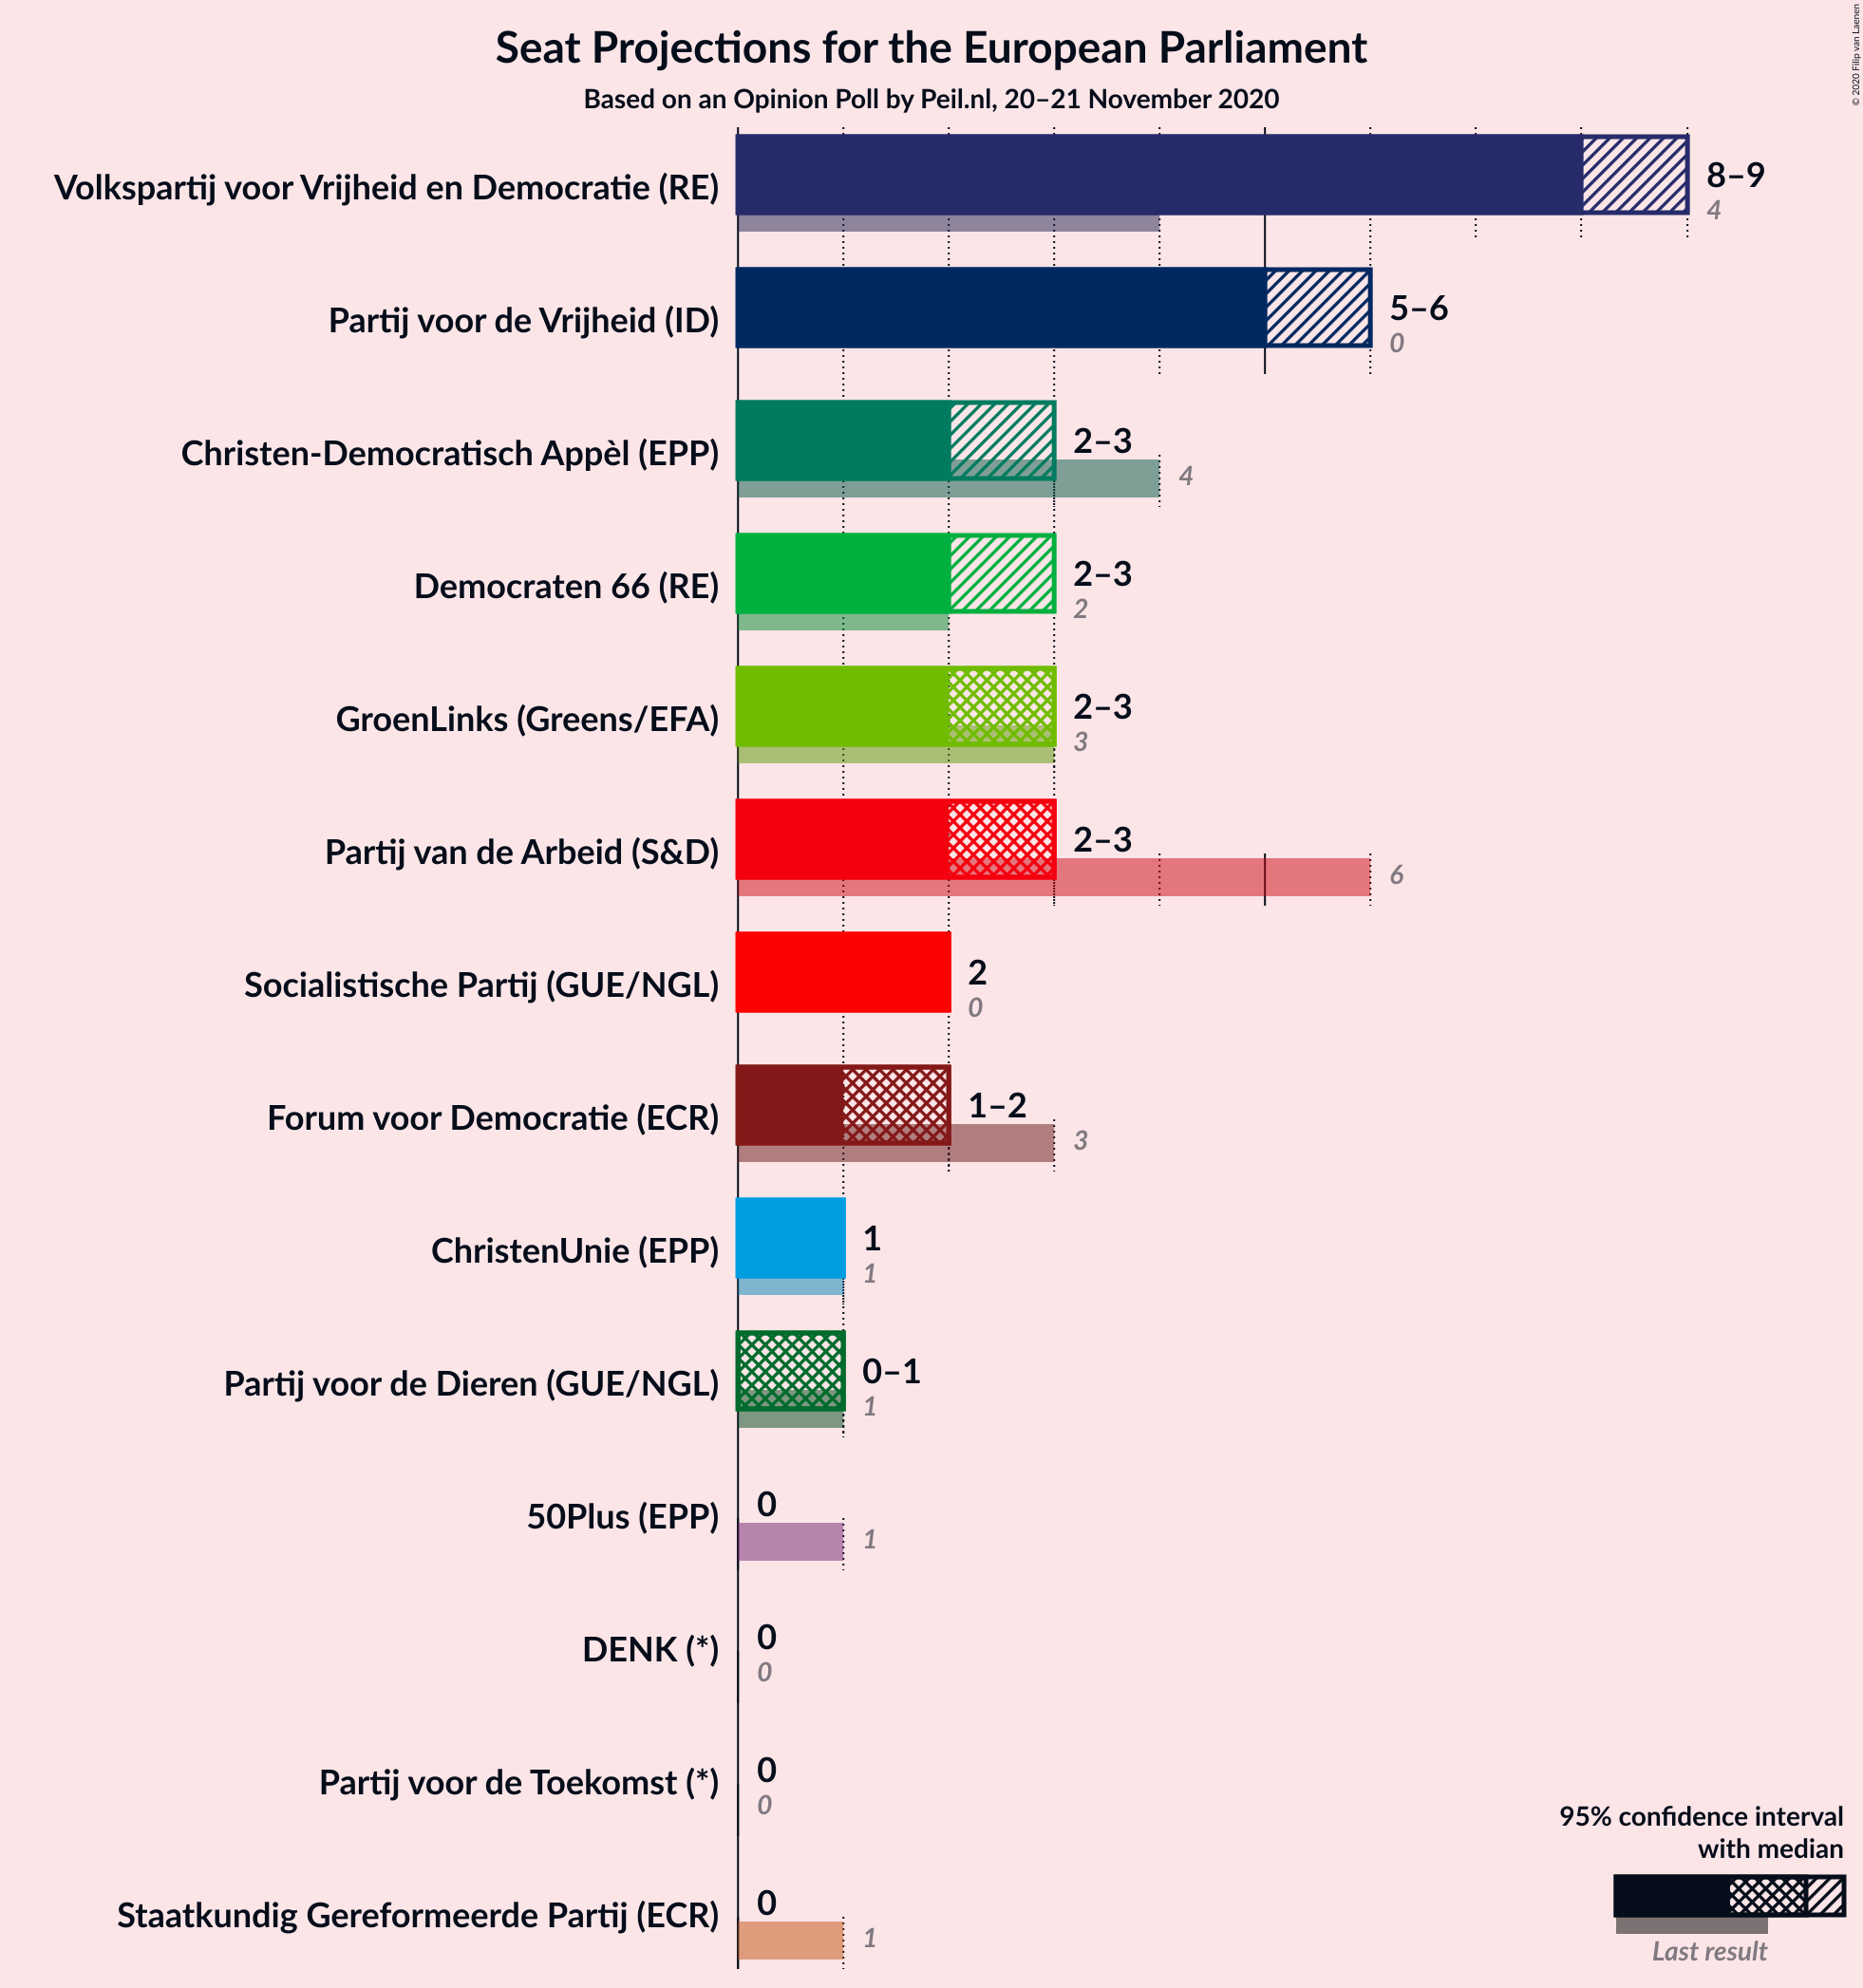 Seat Projections for the European Parliament
Based on an Opinion Poll by Peil.nl, 20–21 November 2020
© 2020 Filip van Laenen
Volkspartij voor Vrijheid en Democratie (RE)
8–9
4
Partij voor de Vrijheid (ID)
5–6
0
Christen-Democratisch Appèl (EPP)
2–3
4
Democraten 66 (RE)
2–3
2
GroenLinks (Greens/EFA)
2–3
3
Partij van de Arbeid (S&D)
2–3
6
Socialistische Partij (GUE/NGL)
2
0
Forum voor Democratie (ECR)
1–2
3
ChristenUnie (EPP)
1
1
Partij voor de Dieren (GUE/NGL)
0–1
1
50Plus (EPP)
0
1
DENK (*)
0
0
Partij voor de Toekomst (*)
0
0
Staatkundig Gereformeerde Partij (ECR)
0
1
95% confidence interval
with median
Last result